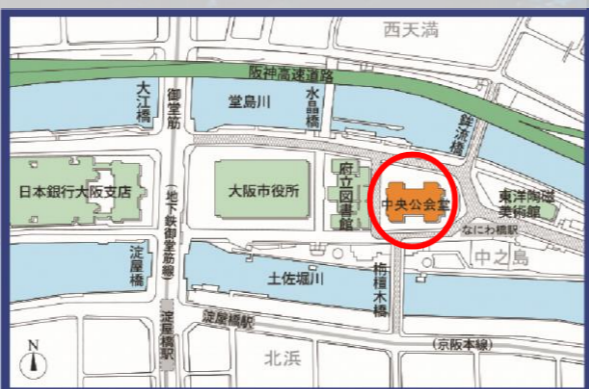 西天満
阪神高速道路
大江橋
御堂筋
堂島川
水晶橋
鉾流橋
日本銀行大阪支店
大阪市役所
府立図書館
中央公会堂
東洋陶磁
美術館
なにわ橋駅
中之島
(地下鉄御堂筋線)
淀屋橋
土佐堀川
栴檀木橋
淀屋橋駅
淀屋橋駅
(京阪本線)
北浜
N